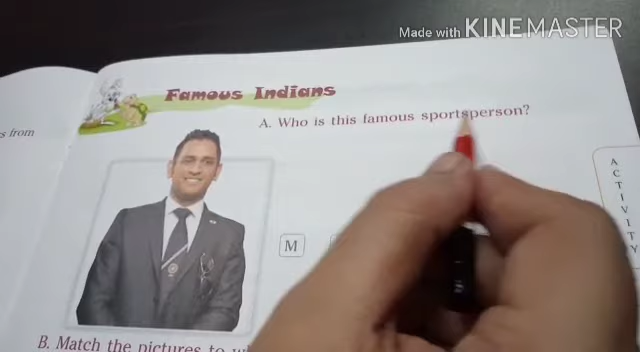 Made with KINEMASTER
Famous Indians
s from
A. Who is this famous sportsperson?
M
ACTIVITY
B. Match the pictures to